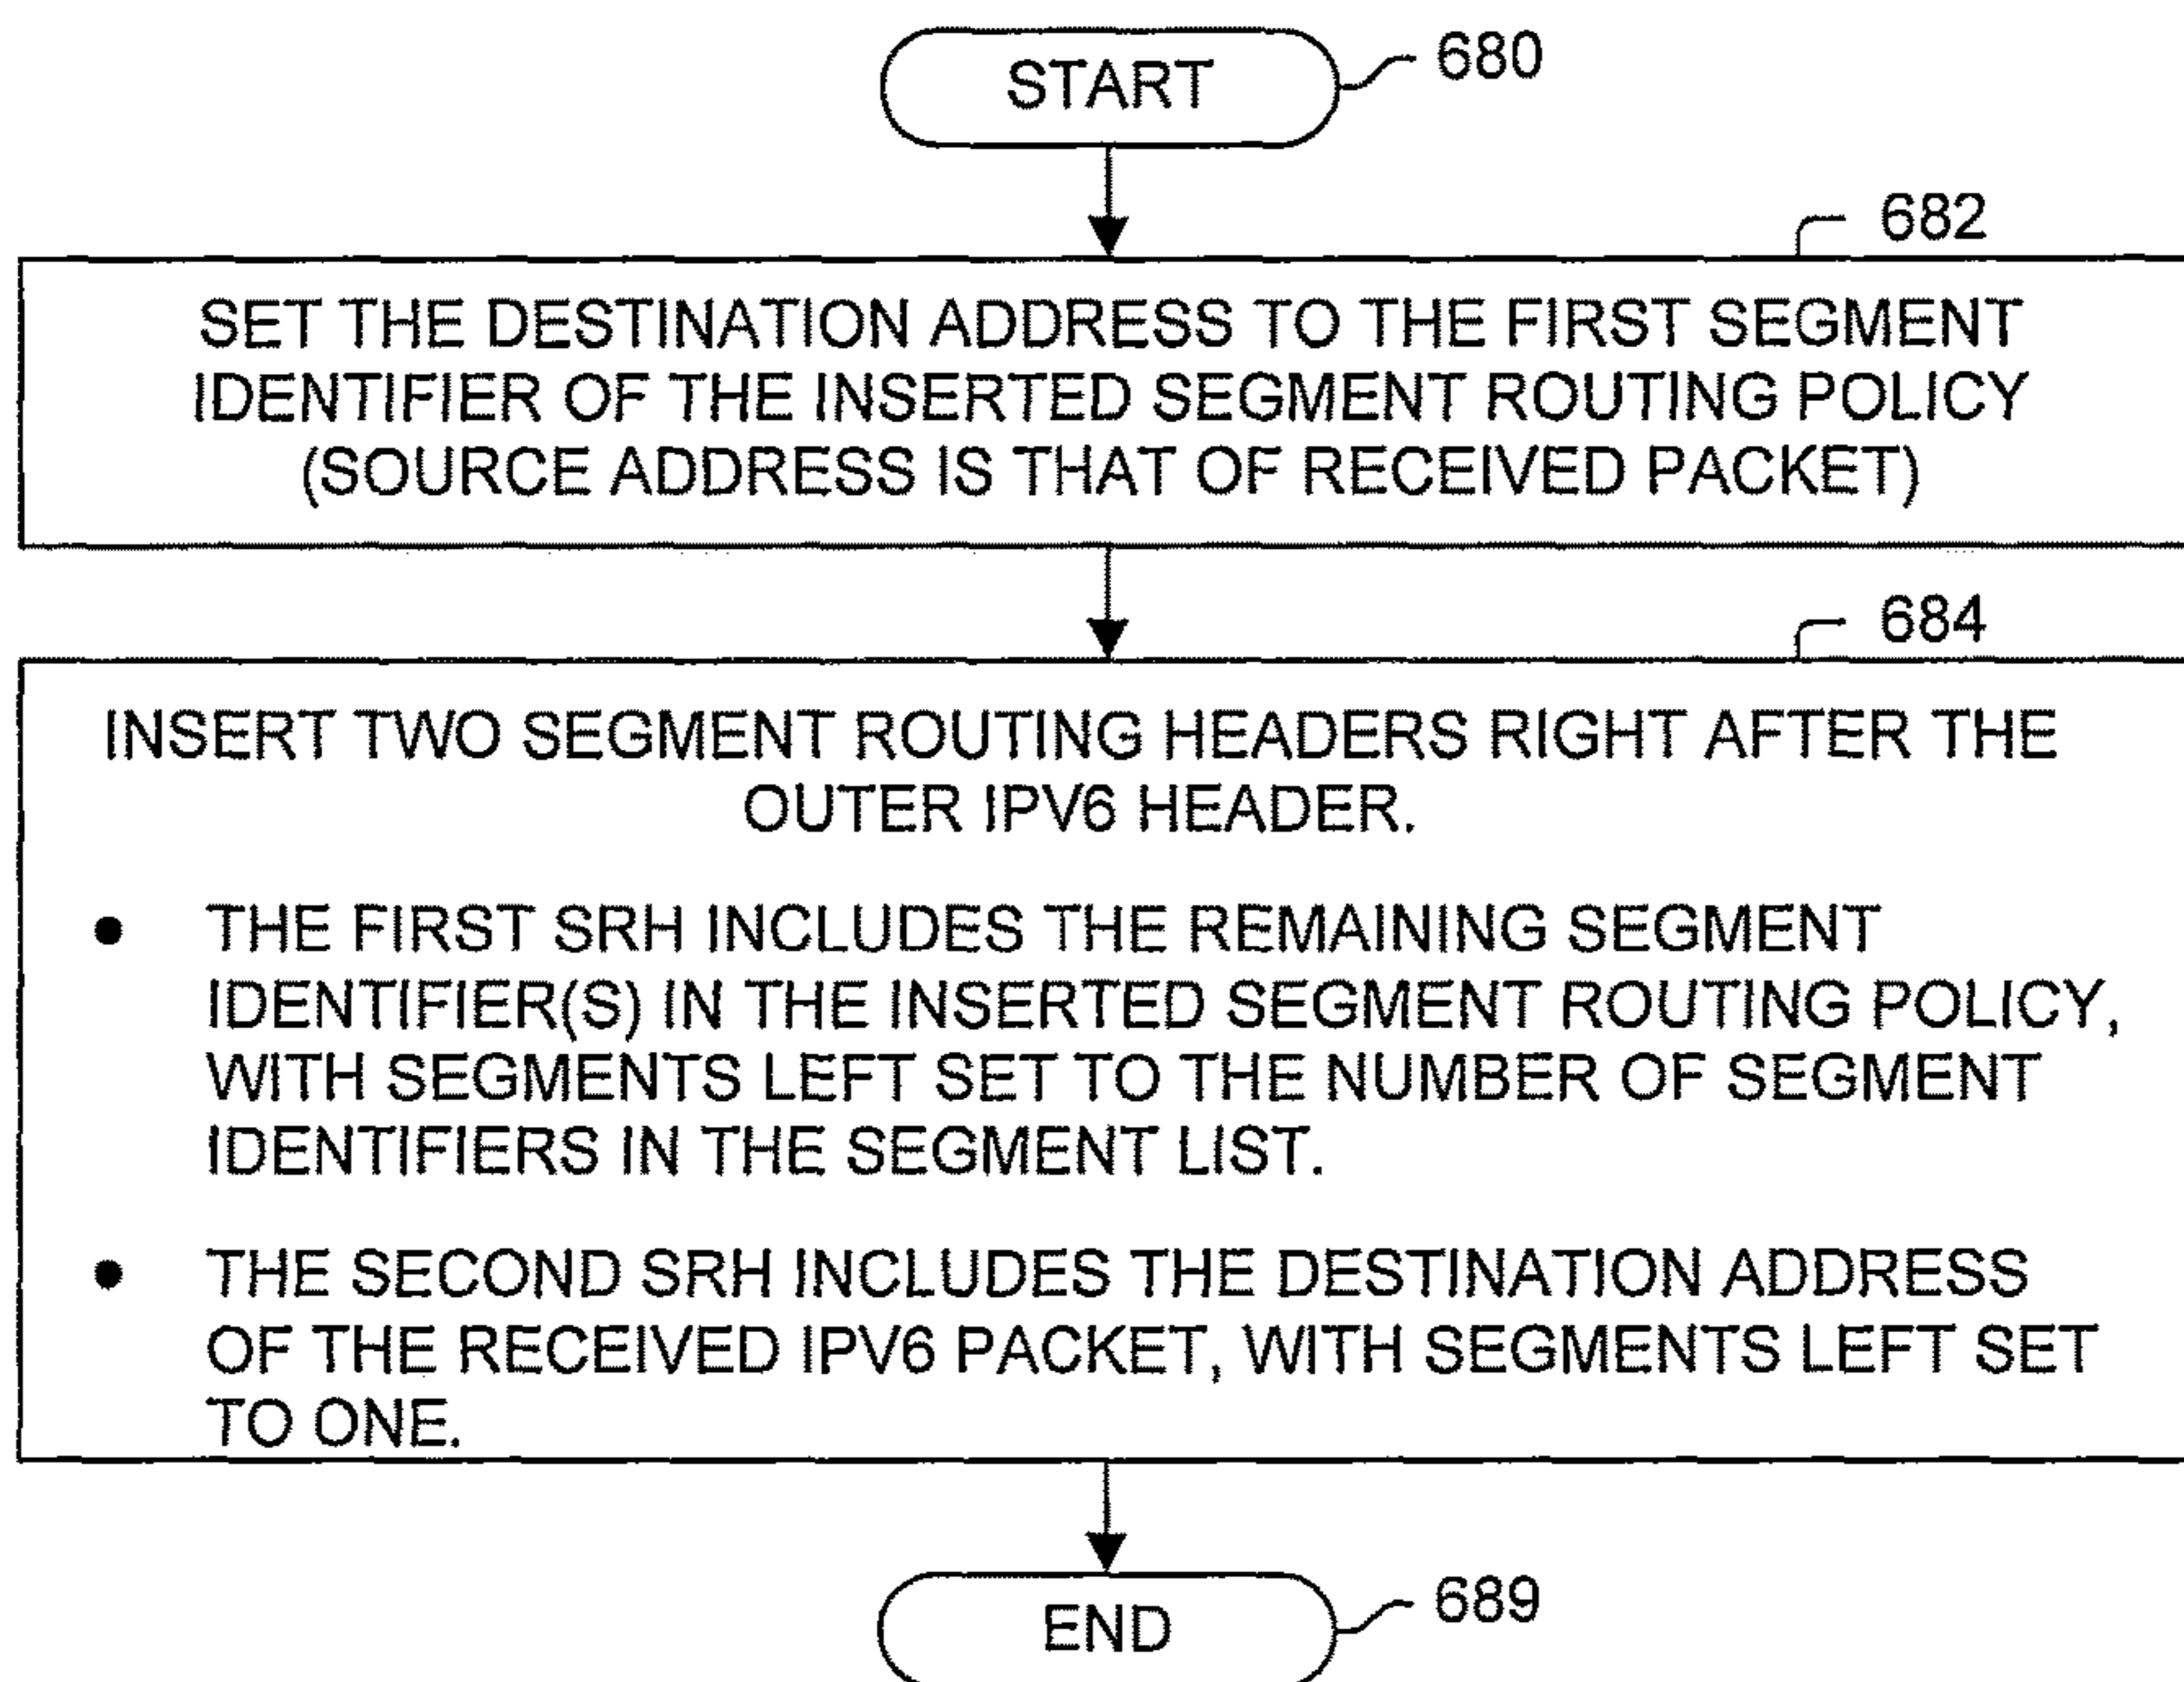 START
680
682
SET THE DESTINATION ADDRESS TO THE FIRST SEGMENT
IDENTIFIER OF THE INSERTED SEGMENT ROUTING POLICY
(SOURCE ADDRESS IS THAT OF RECEIVED PACKET)
684
INSERT TWO SEGMENT ROUTING HEADERS RIGHT AFTER THE
OUTER IPV6 HEADER.
• THE FIRST SRH INCLUDES THE REMAINING SEGMENT
IDENTIFIER(S) IN THE INSERTED SEGMENT ROUTING POLICY,
WITH SEGMENTS LEFT SET TO THE NUMBER OF SEGMENT
IDENTIFIERS IN THE SEGMENT LIST.
• THE SECOND SRH INCLUDES THE DESTINATION ADDRESS
OF THE RECEIVED IPV6 PACKET, WITH SEGMENTS LEFT SET
TO ONE.
END
689